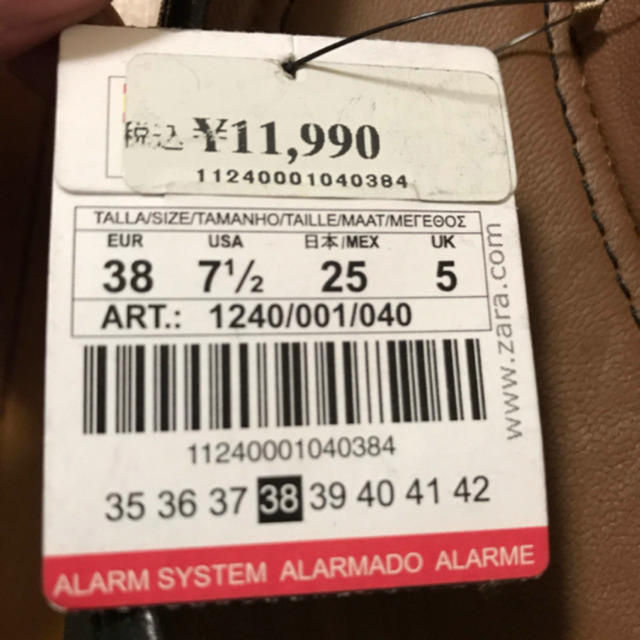 税込 ¥11,990
11240001040384
TALLA/SIZE/TAMANHO/TAILLE/MAAT/ΜΕΓΕΘΟΣ
EUR USA 日本/MEX UK
38 7½ 25 5
ART.: 1240/001/040
www.zara.com
11240001040384
35 36 37 38 39 40 41 42
ALARM SYSTEM ALARMADO ALARME